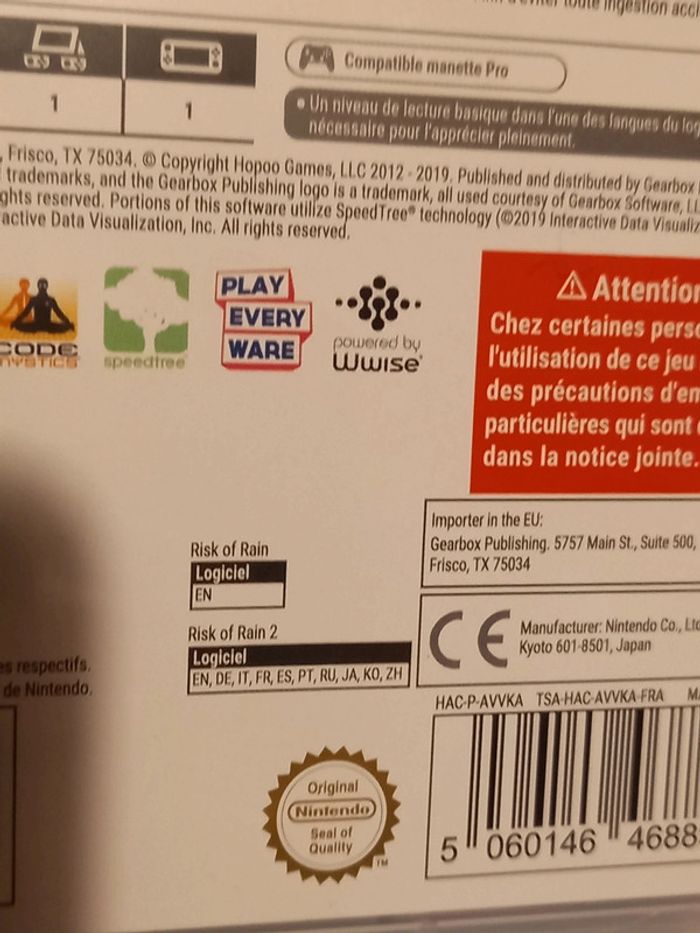 toute ingestion
1
1
Compatible manette Pro
• Un niveau de lecture basique dans l'une des langues du
nécessaire pour l'apprécier pleinement.
, Frisco, TX 75034. © Copyright Hopoo Games, LLC 2012 - 2019. Published and distributed by Gearbox
trademarks, and the Gearbox Publishing logo is a trademark, all used courtesy of Gearbox Software,
reserved. Portions of this software utilize SpeedTree® technology (©2019 Interactive Data
Data Visualization, Inc. All rights reserved.
CODE
MYSTICS
speedtree
PLAY
EVERY
WARE
powered by
Wwise
⚠ Attention
Chez certaines
l'utilisation de ce jeu
des précautions
particulières qui sont
dans la notice jointe.
Risk of Rain
Logiciel
EN
Risk of Rain 2
Logiciel
EN, DE, IT, FR, ES, PT, RU, JA, KO, ZH
Importer in the EU:
Gearbox Publishing. 5757 Main St., Suite 500,
Frisco, TX 75034
CE
Manufacturer: Nintendo Co.,
Kyoto 601-8501, Japan
respectifs.
de Nintendo.
HAC-P-AVVKA TSA-HAC-AVVKA-FRA
5 060146 4688
Original
Nintendo
Seal of
Quality
TM